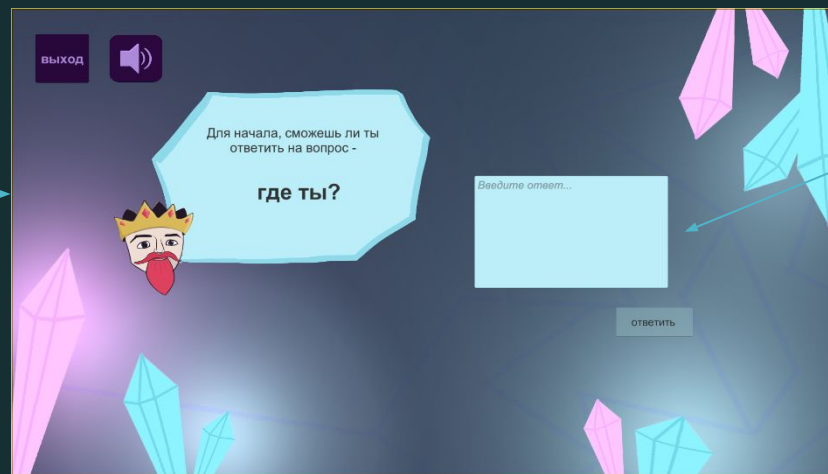 выход
Для начала, сможешь ли ты
ответить на вопрос -
где ты?
Введите ответ...
ответить